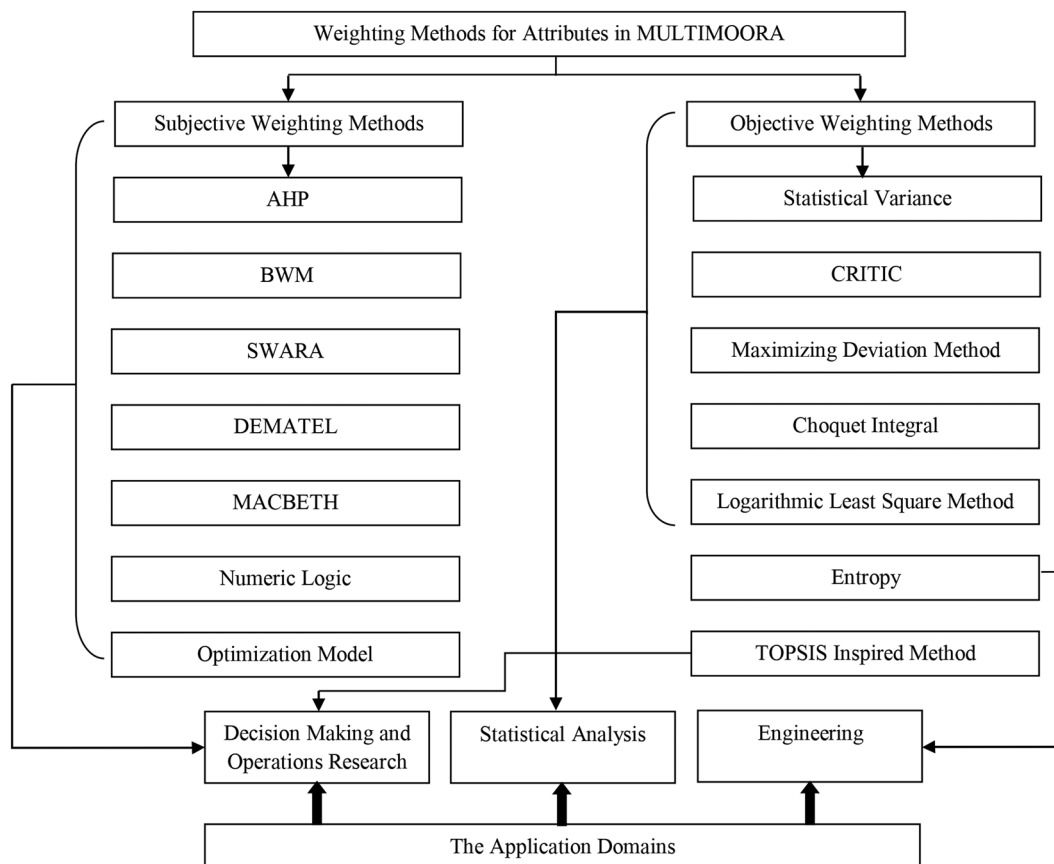 Weighting Methods for Attributes in MULTIMOORA
Subjective Weighting Methods
Objective Weighting Methods
AHP
Statistical Variance
BWM
CRITIC
SWARA
Maximizing Deviation Method
DEMATEL
Choquet Integral
MACBETH
Logarithmic Least Square Method
Numeric Logic
Entropy
Optimization Model
TOPSIS Inspired Method
Decision Making and
Operations Research
Statistical Analysis
Engineering
The Application Domains